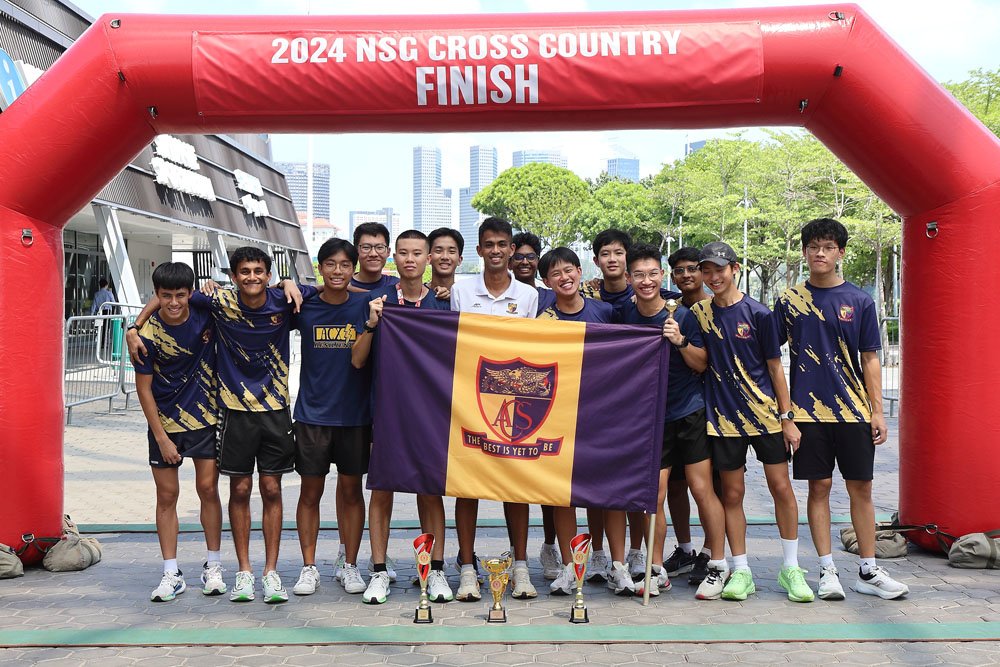 2024 NSG CROSS COUNTRY
FINISH
ACS
THE BEST IS YET TO BE